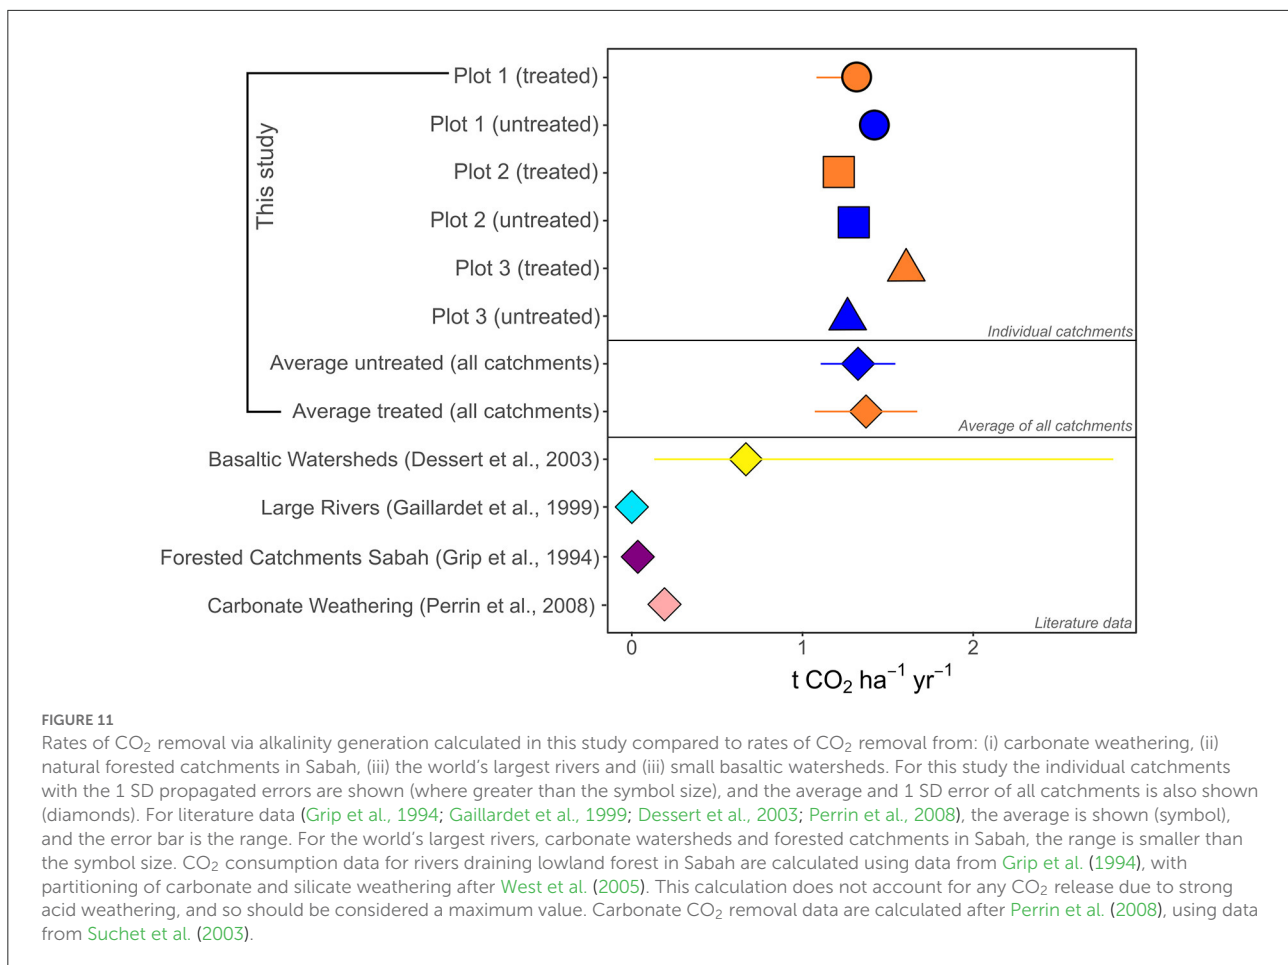 This study
Plot 1 (treated)
Plot 1 (untreated)
Plot 2 (treated)
Plot 2 (untreated)
Plot 3 (treated)
Plot 3 (untreated)
Individual catchments
Average untreated (all catchments)
Average treated (all catchments)
Average of all catchments
Basaltic Watersheds (Dessert et al., 2003)
Large Rivers (Gaillardet et al., 1999)
Forested Catchments Sabah (Grip et al., 1994)
Carbonate Weathering (Perrin et al., 2008)
Literature data
0 1 2
t CO₂ ha⁻¹ yr⁻¹
FIGURE 11
Rates of CO₂ removal via alkalinity generation calculated in this study compared to rates of CO₂ removal from: (i) carbonate weathering, (ii)
natural forested catchments in Sabah, (iii) the world's largest rivers and (iii) small basaltic watersheds. For this study the individual catchments
with the 1 SD propagated errors are shown (where greater than the symbol size), and the average and 1 SD error of all catchments is also shown
(diamonds). For literature data (Grip et al., 1994; Gaillardet et al., 1999; Dessert et al., 2003; Perrin et al., 2008), the average is shown (symbol),
and the error bar is the range. For the world's largest rivers, carbonate watersheds and forested catchments in Sabah, the range is smaller than
the symbol size. CO₂ consumption data for rivers draining lowland forest in Sabah are calculated using data from Grip et al. (1994), with
partitioning of carbonate and silicate weathering after West et al. (2005). This calculation does not account for any CO₂ release due to strong
acid weathering, and so should be considered a maximum value. Carbonate CO₂ removal data are calculated after Perrin et al. (2008), using data
from Suchet et al. (2003).